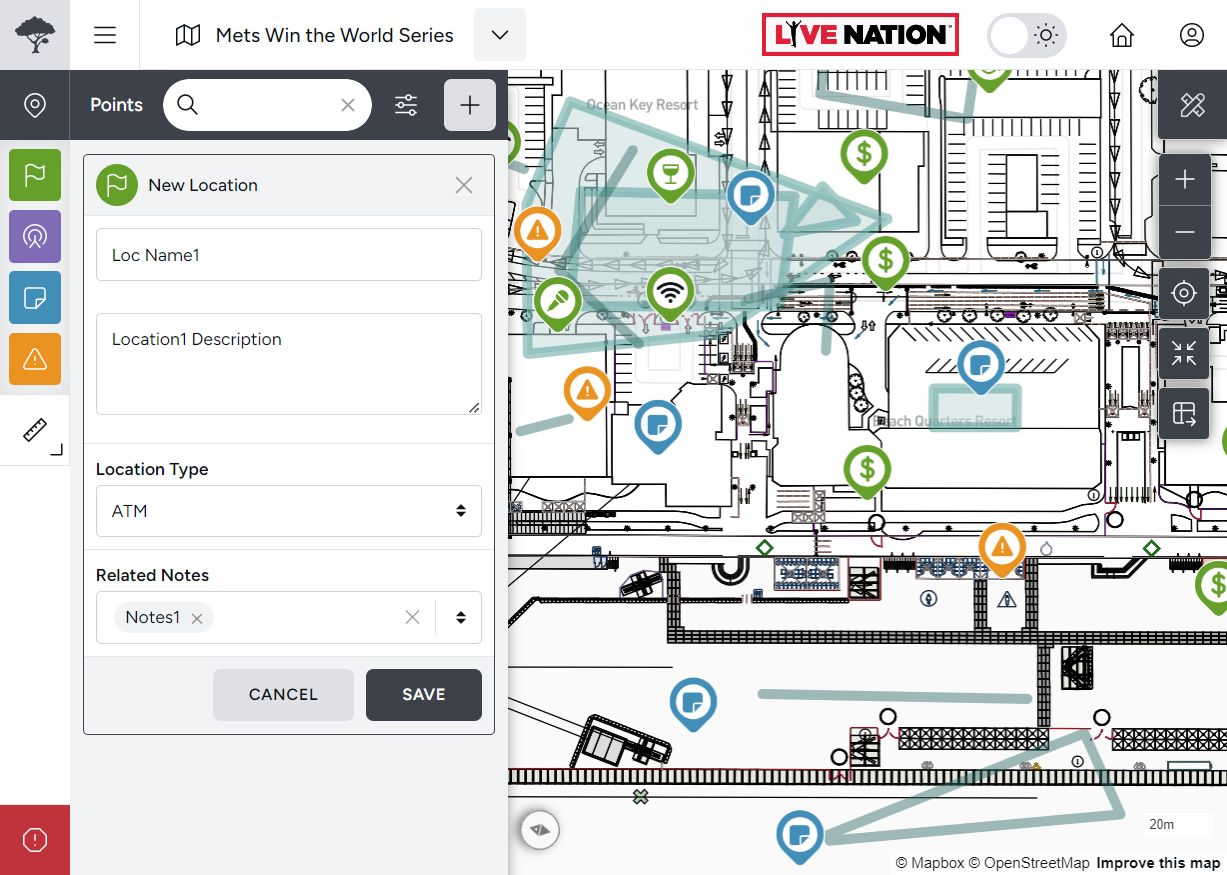 Mets Win the World Series
LIVE NATION
Points
New Location
Loc Name1
Location1 Description
Location Type
ATM
Related Notes
Notes1
CANCEL
SAVE
Ocean Key Resort
Beach Quarters Resort
20m
© Mapbox © OpenStreetMap Improve this map